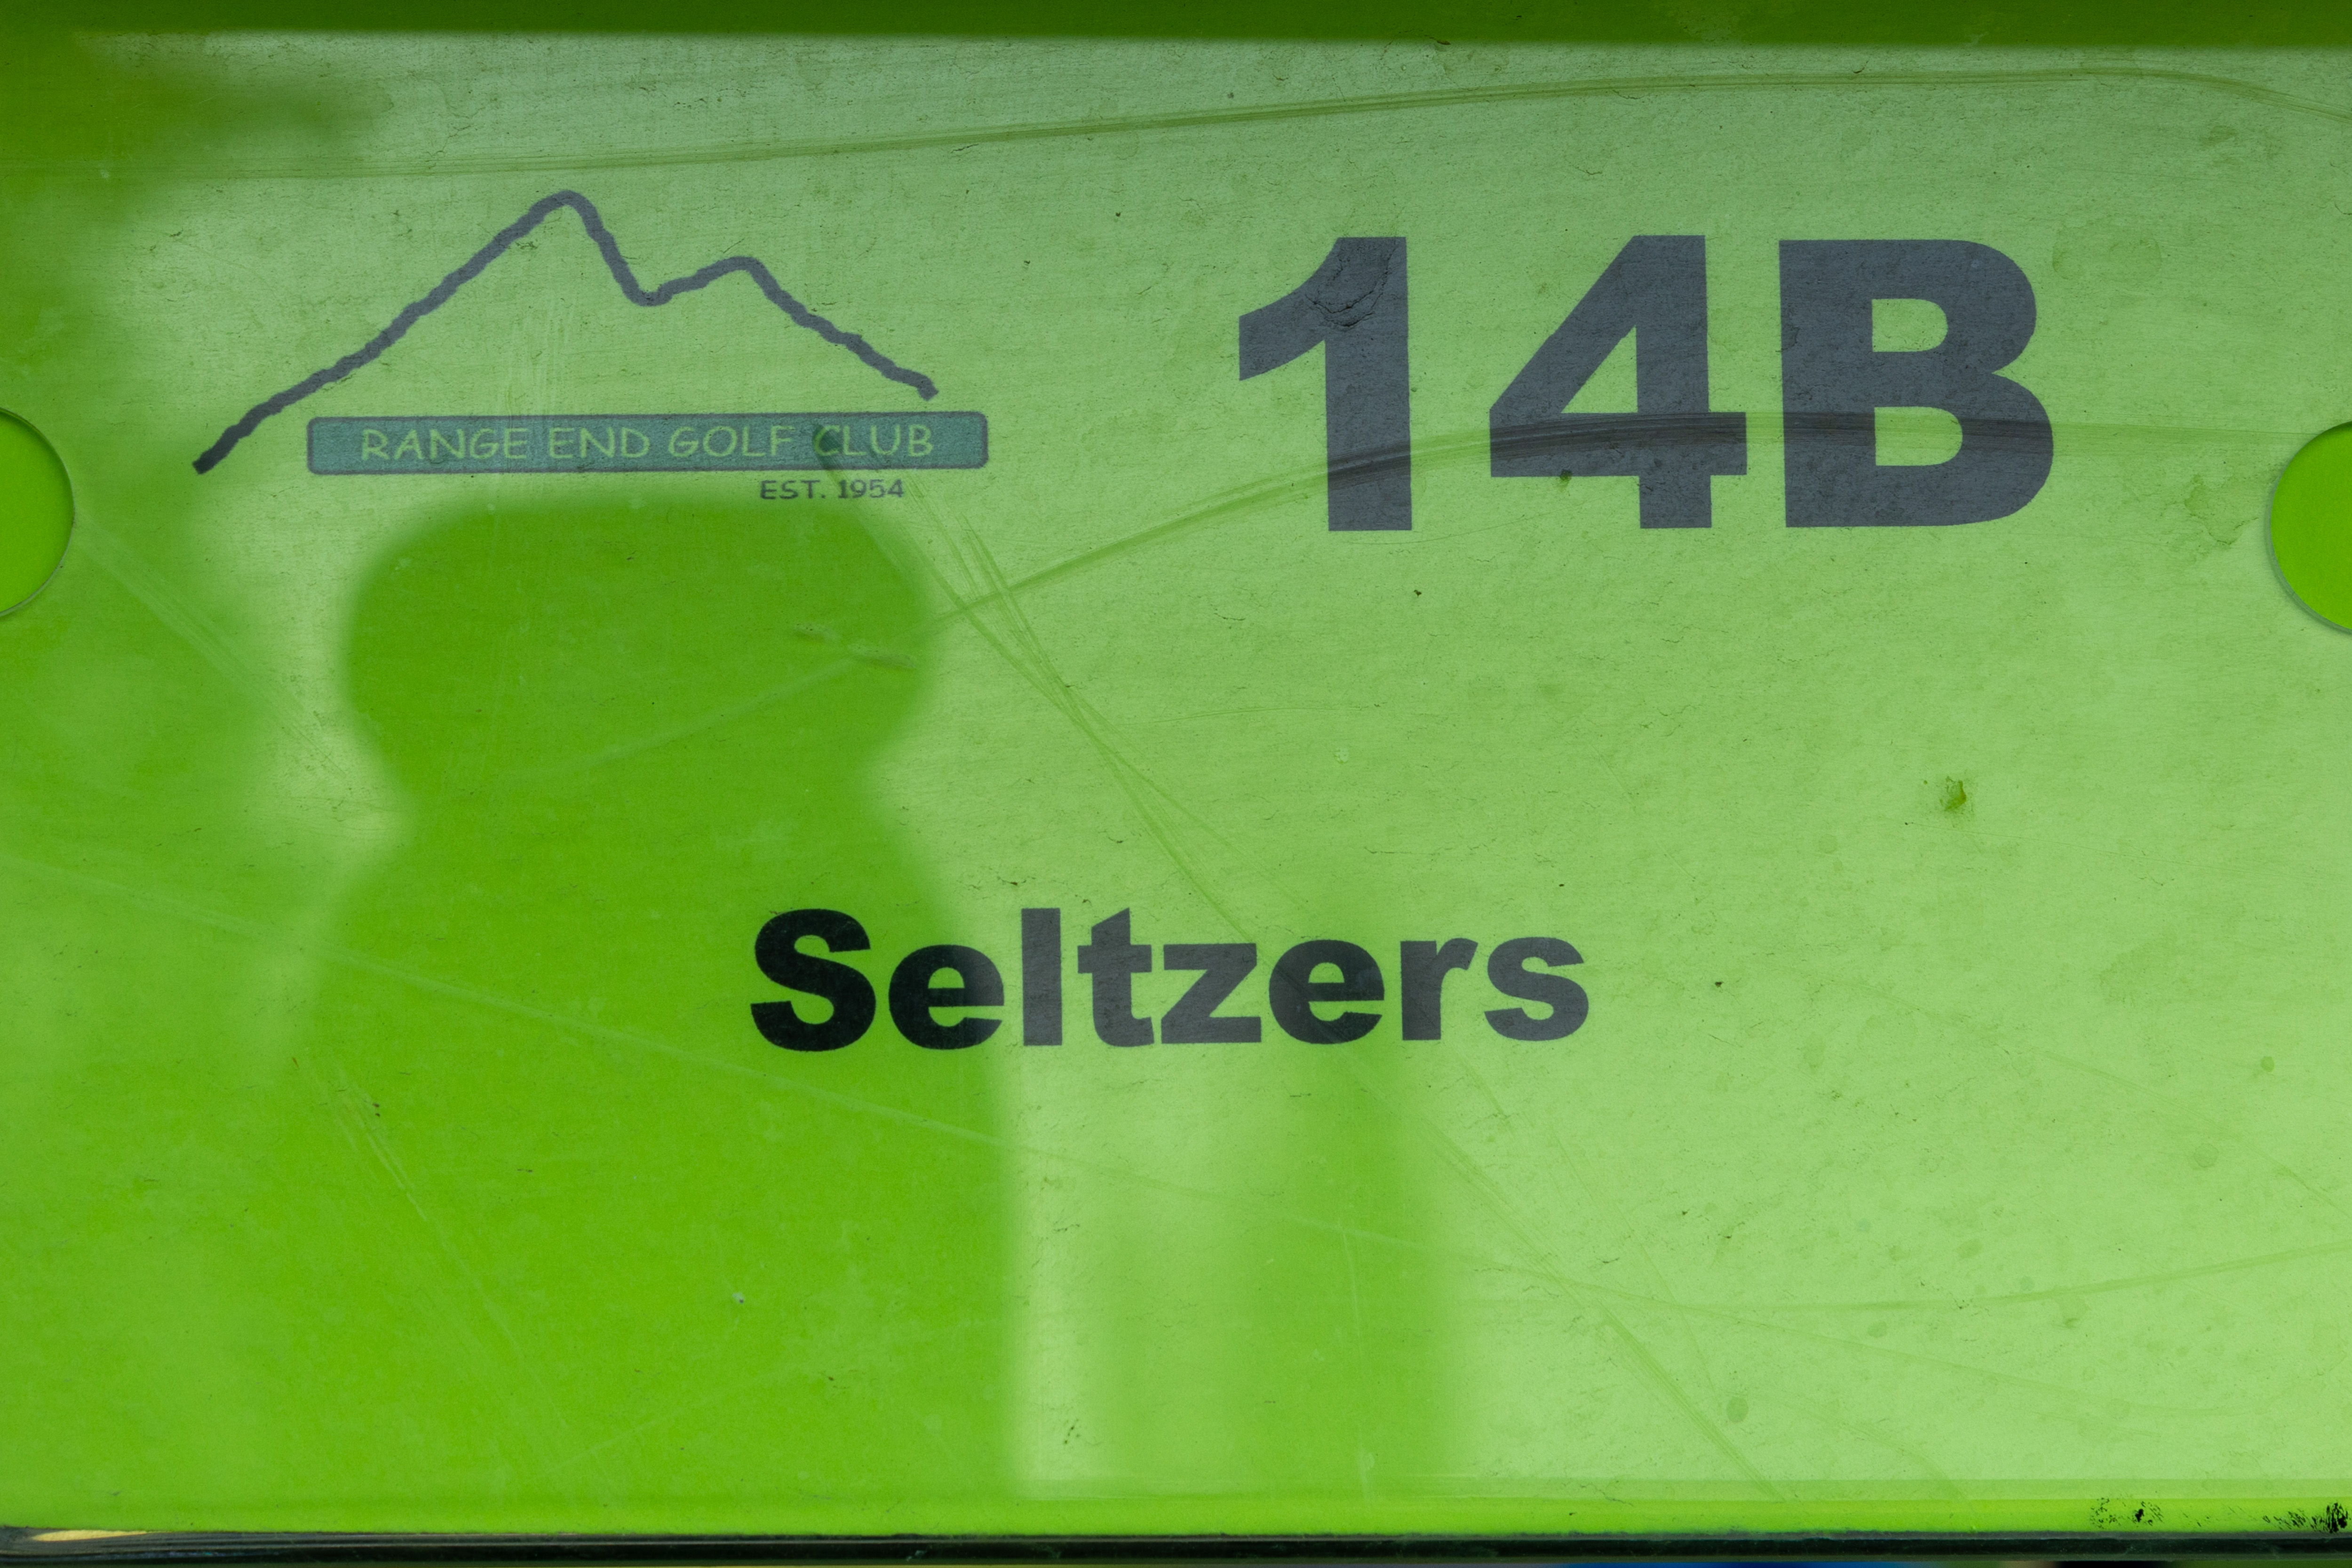 RANGE END GOLF CLUB
EST. 1954
14B
Seltzers